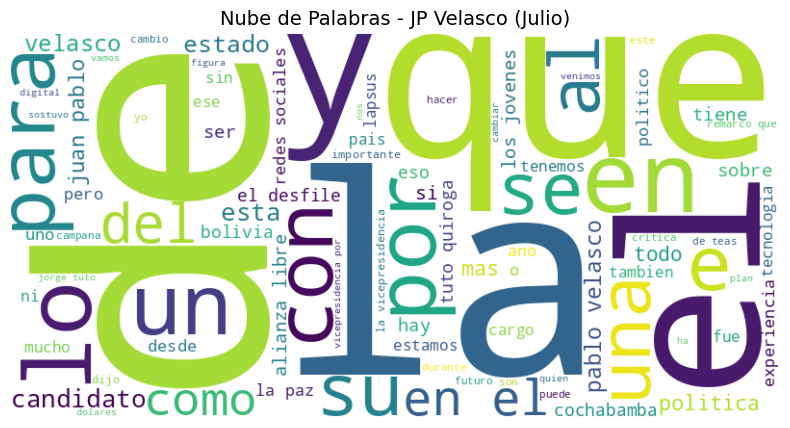 Nube de Palabras - JP Velasco (Julio)
velasco
cambio
estado
vamos
figura
sin
digital
ese
sostuvo
yo
ser
para
juan pablo
pero
de
y
que
al
redes sociales
lapsus
pais
importante
hacer
nos
cambiar
los jovenes
este
venimos
politico
tiene
remarco que
tenemos
sobre
el desfile
eso
si
se
en
del
esta
bolivia
uno
campana
con
por
la
el
lo
un
jorge tuto
ni
mucho
desde
alianza libre
vicepresidencia por
la vicepresidencia
tuto quiroga
hay
estamos
mas
o
ano
cargo
pablo velasco
critica
de teas
todo
e
tambien
tecnologia
plan
una
fue
ha
experiencia
candidato
dijo
dolares
como
la paz
su
durante
futuro
son
quien
puede
en el
cochabamba
politica